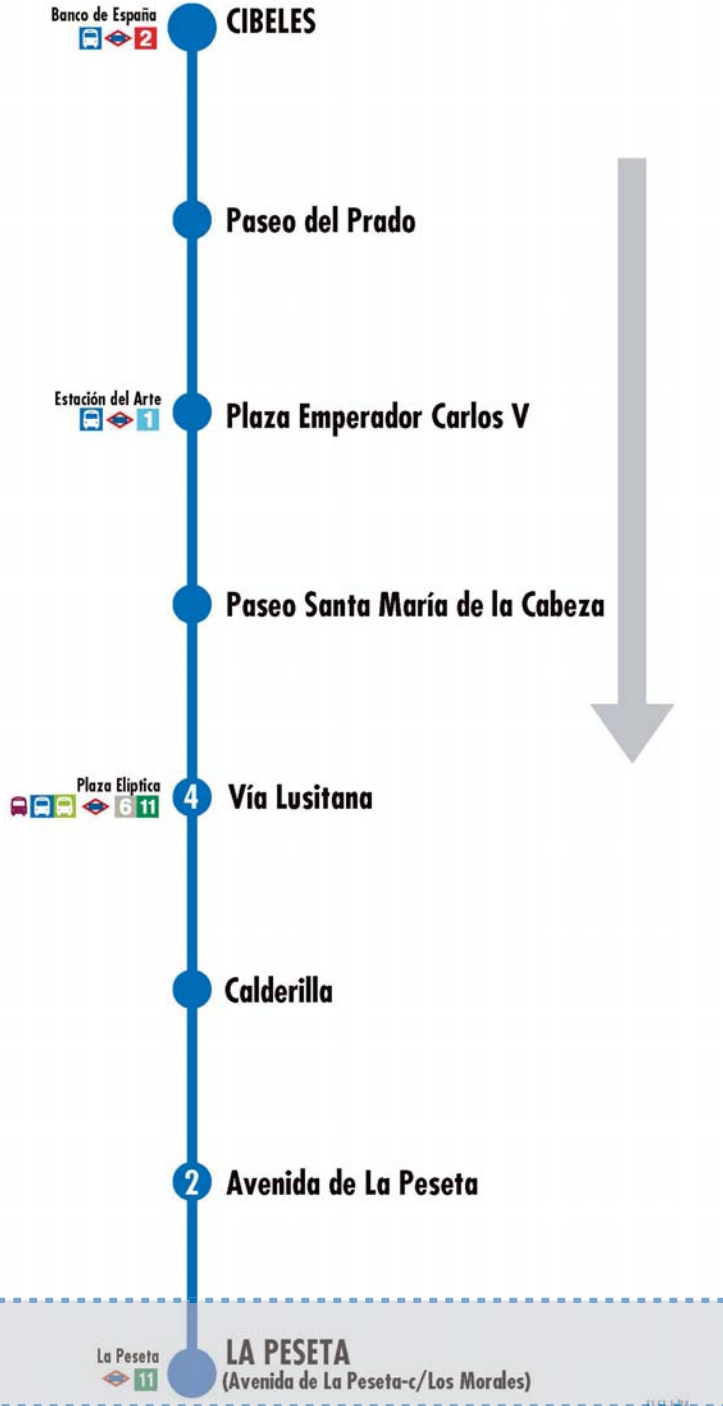 Banco de España
2
CIBELES
Paseo del Prado
Estación del Arte
1
Plaza Emperador Carlos V
Paseo Santa María de la Cabeza
Plaza Elíptica
6 11
4
Vía Lusitana
Calderilla
2
Avenida de La Peseta
La Peseta
11
LA PESETA
(Avenida de La Peseta-c/Los Morales)